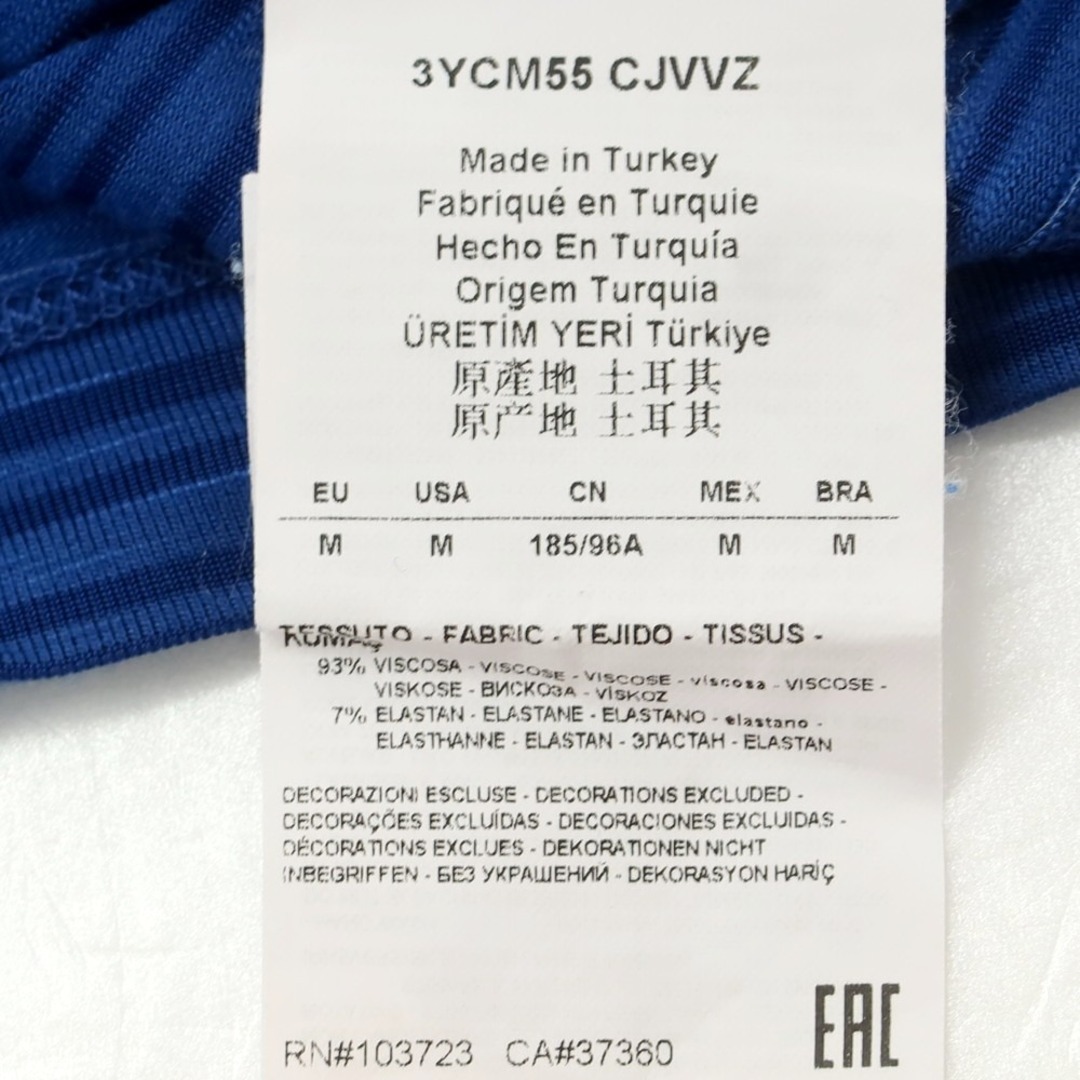 3YCM55 CJVVZ
Made in Turkey
Fabriqué en Turquie
Hecho En Turquía
Origem Turquia
ÜRETİM YERİ Türkiye
原產地 土耳其
原产地 土耳其
EU USA CN MEX BRA
M M 185/96A M M
TESSUTO - FABRIC - TEJIDO - TISSUS -
KUMAŞ
93% VISCOSA - VISCOSE - VISCOSE - viscosa - VISCOSE -
VISKOSE - ВИСКОЗА - VİSKOZ
7% ELASTAN - ELASTANE - ELASTANO - elastano -
ELASTHANNE - ELASTAN - ЭЛАСТАН - ELASTAN
DECORAZIONI ESCLUSE - DECORATIONS EXCLUDED -
DECORAÇÕES EXCLUÍDAS - DECORACIONES EXCLUIDAS -
DÉCORATIONS EXCLUES - DEKORATIONEN NICHT
INBEGRIFFEN - БЕЗ УКРАШЕНИЙ - DEKORASYON HARİÇ
EAC
RN#103723 CA#37360